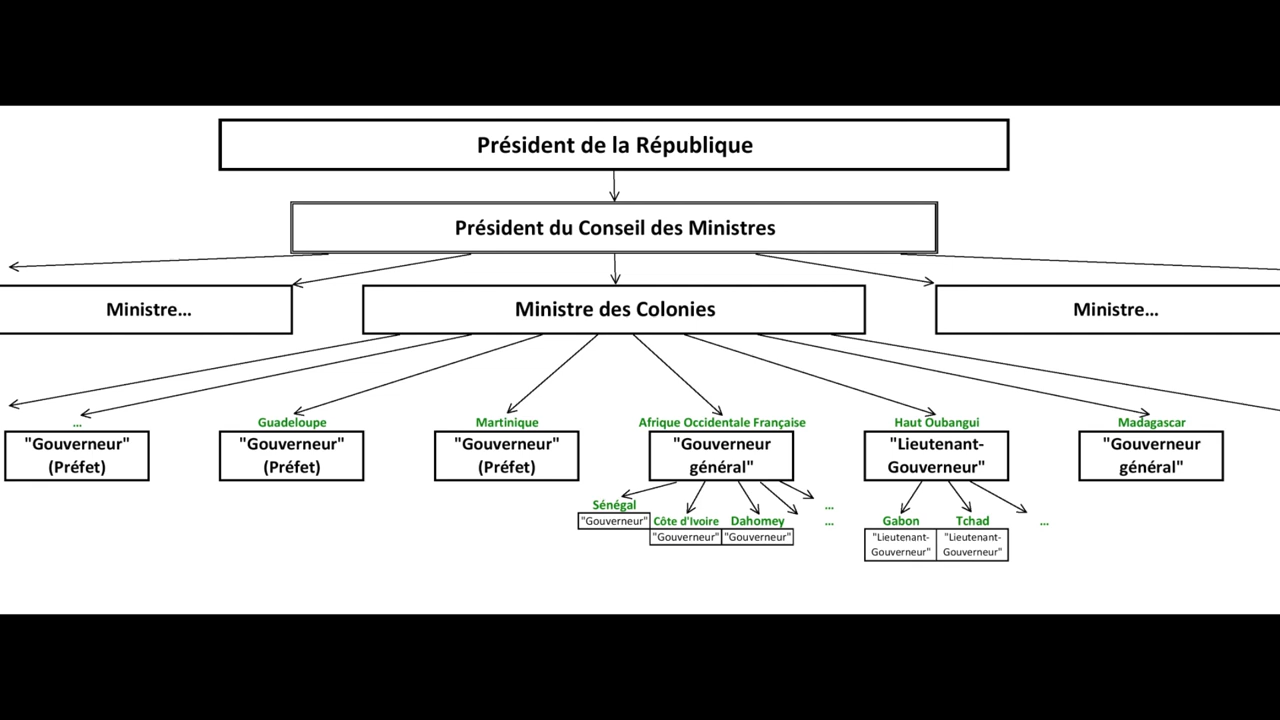 Président de la République
Président du Conseil des Ministres
Ministre...
Ministre des Colonies
Ministre...
...
Guadeloupe
Martinique
Afrique Occidentale Française
Haut Oubangui
Madagascar
"Gouverneur"
(Préfet)
"Gouverneur"
(Préfet)
"Gouverneur"
(Préfet)
"Gouverneur
général"
"Lieutenant-
Gouverneur"
"Gouverneur
général"
Sénégal
"Gouverneur"
Côte d'Ivoire
"Gouverneur"
Dahomey
"Gouverneur"
...
...
Gabon
"Lieutenant-
Gouverneur"
Tchad
"Lieutenant-
Gouverneur"
...